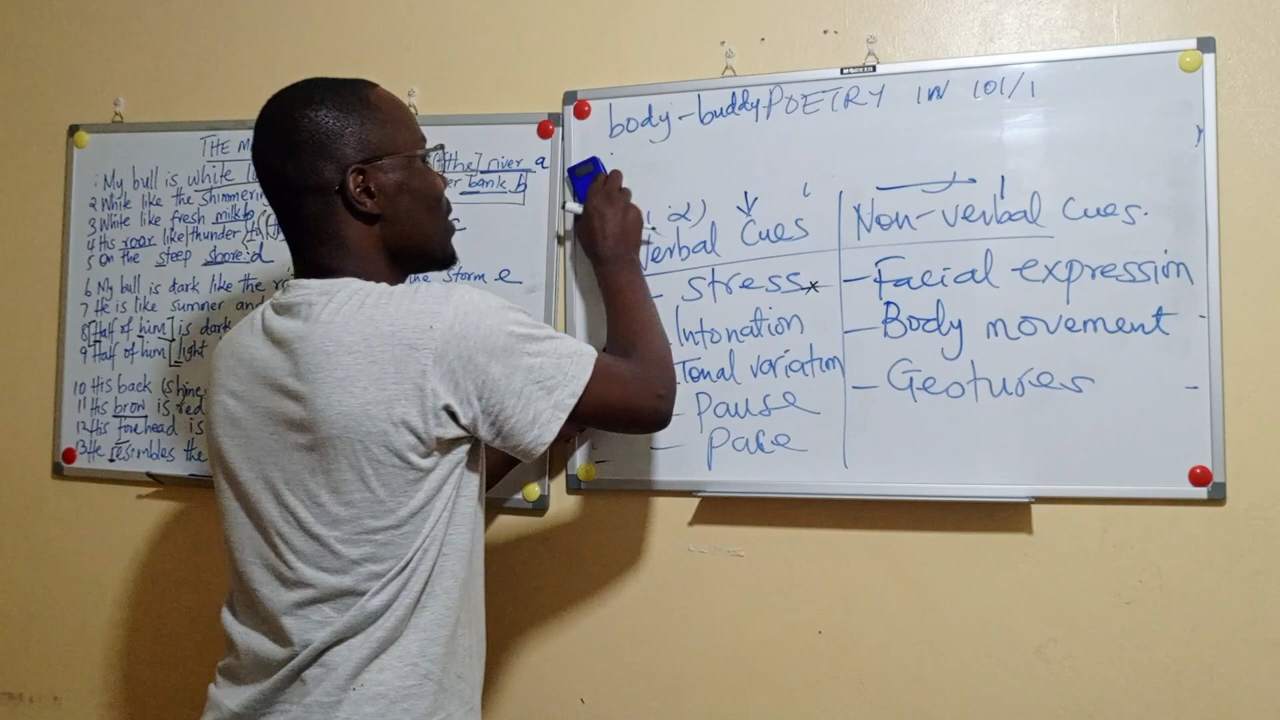 THE
1 My bull is white
2 White like the shimmering
3 White like fresh milk
4 His roar like thunder
5 On the steep shore d
6 My bull is dark like the
7 He is like summer and
8 [Half of him] is dark
9 Half of him [light
10 His back (shine
11 His brow is red
12 His forehead is
13 He resembles the
[the] river a
bank b
the storm e
MODEZII
body-buddy POETRY IN 101/1
Verbal Cues
- Stress x
Intonation
Tonal variation
- Pause
- Pace
Non-verbal Cues.
- Facial expression
- Body movement
- Gestures